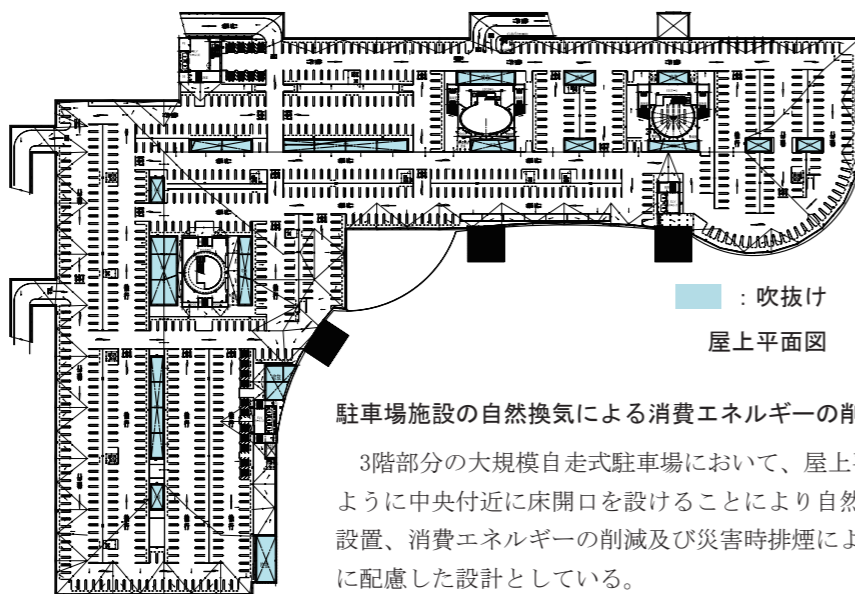 ：吹抜け
屋上平面図
駐車場施設の自然換気による消費エネルギーの削
3階部分の大規模自走式駐車場において、屋上
ように中央付近に床開口を設けることにより自然
設置、消費エネルギーの削減及び災害時排煙によ
に配慮した設計としている。